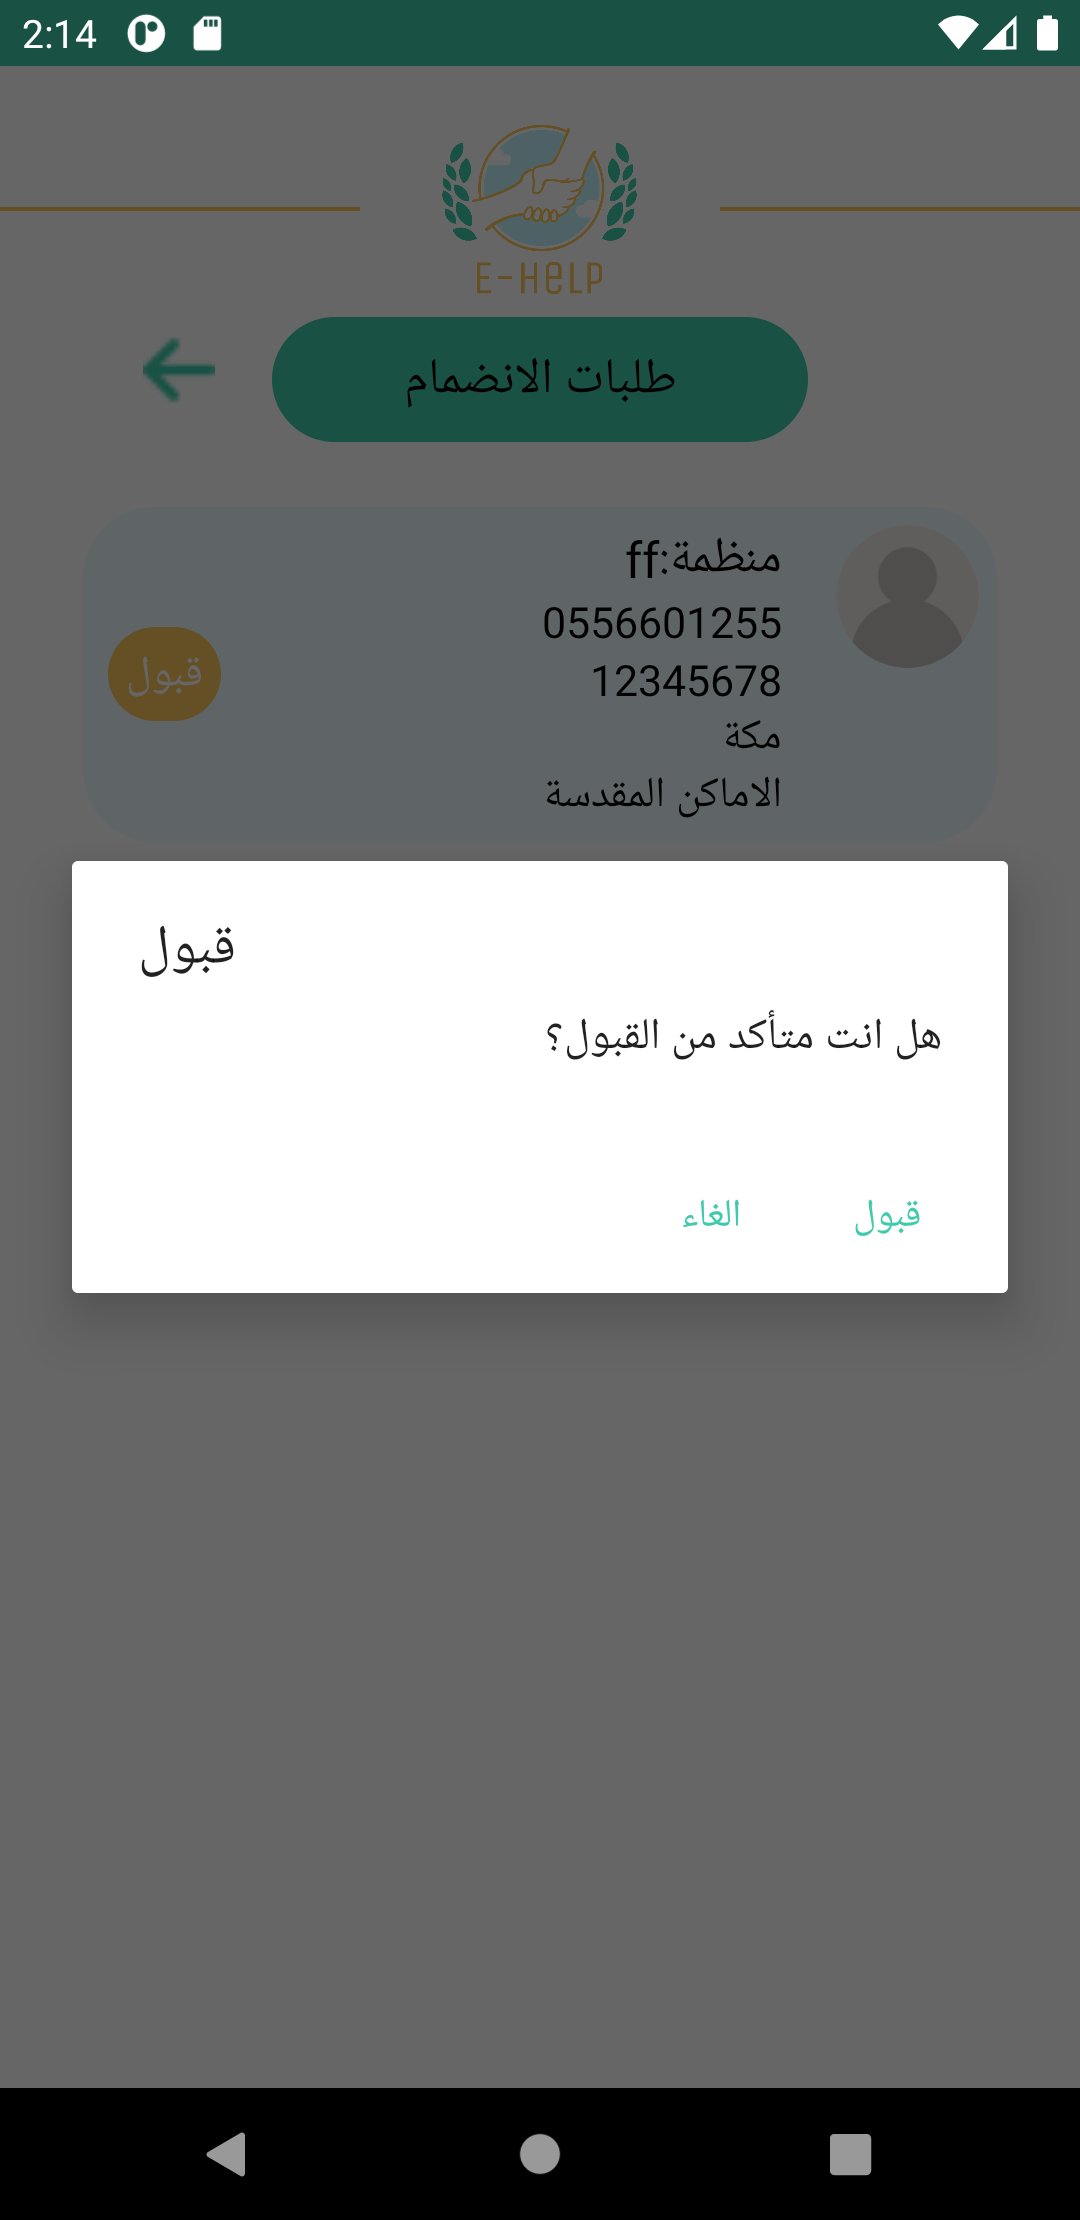 2:14
E-HeLP
طلبات الانضمام
منظمة:ff
0556601255
12345678
مكة
الاماكن المقدسة
قبول
قبول
هل انت متأكد من القبول؟
قبول
الغاء